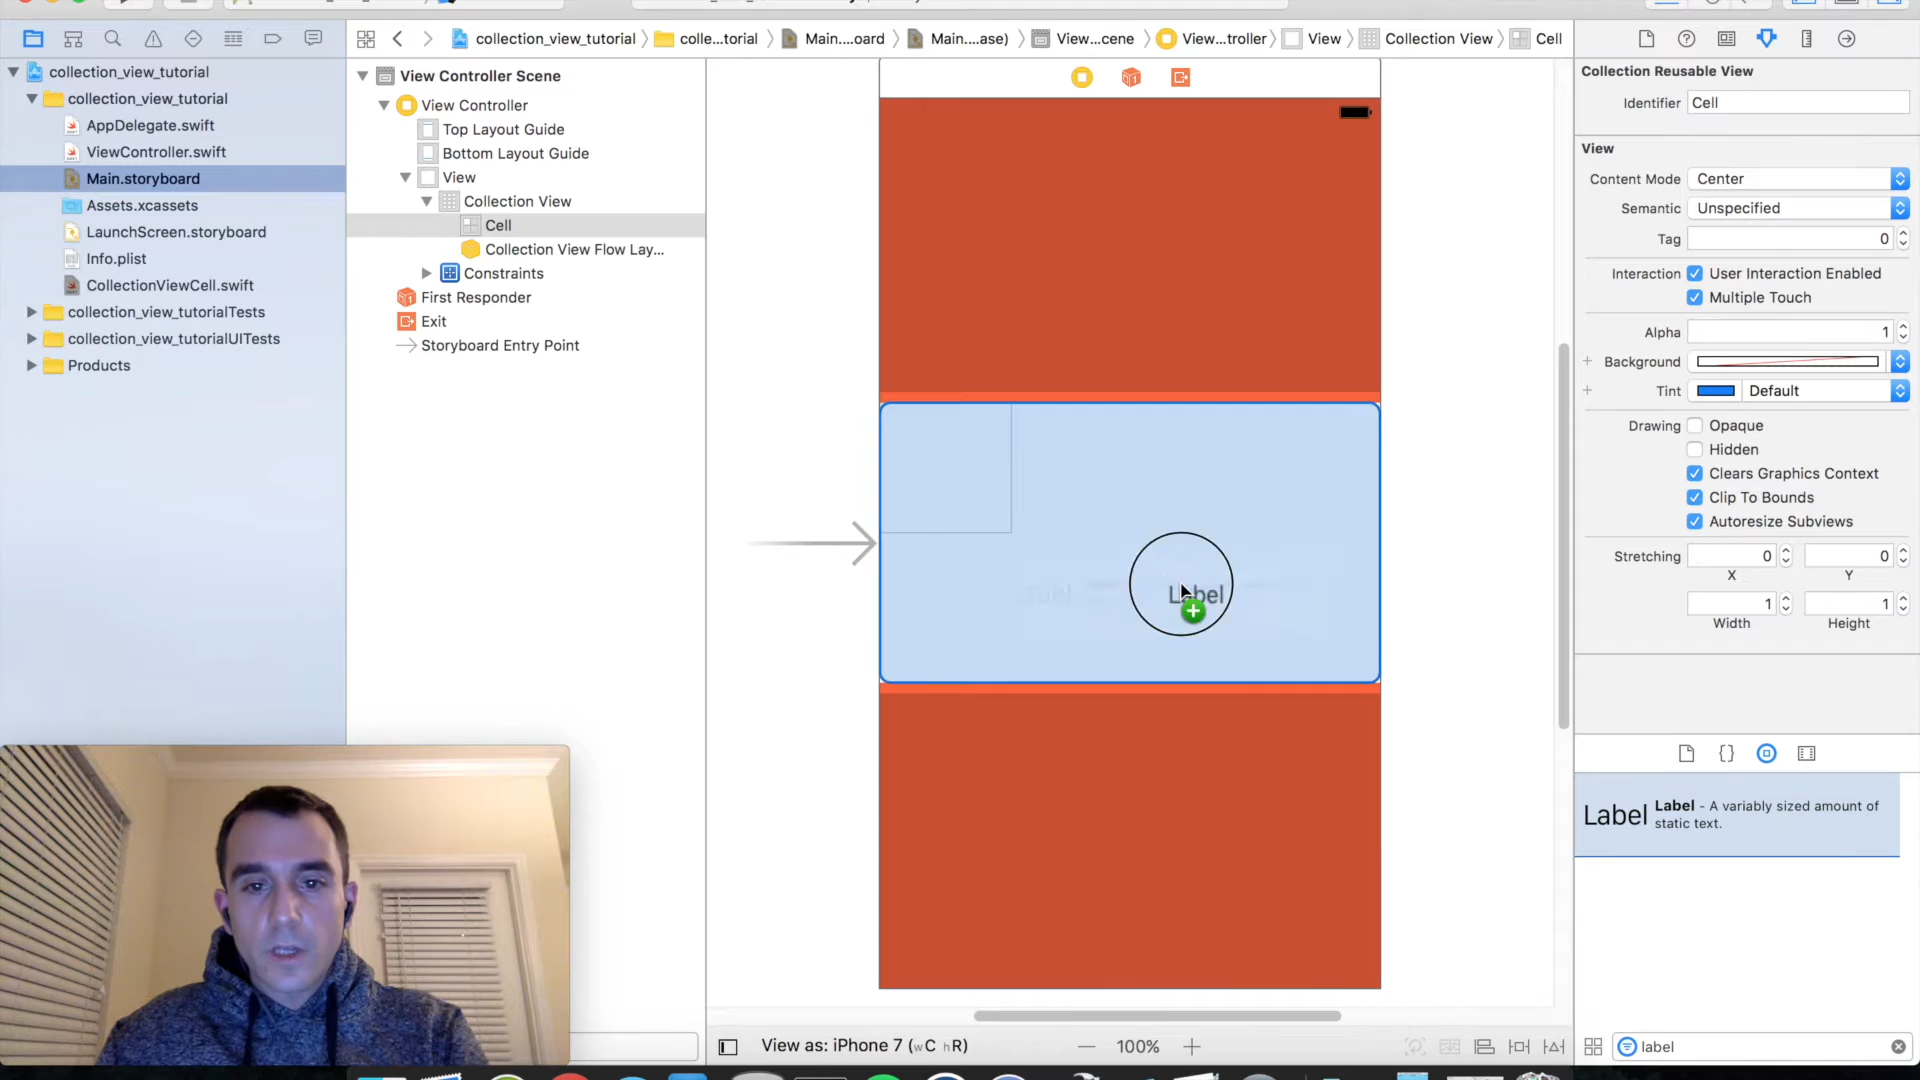 collection_view_tutorial
colle...torial
Main....oard
Main....ase)
View...cene
View...troller
View
Collection View
Cell
collection_view_tutorial
collection_view_tutorial
AppDelegate.swift
ViewController.swift
Main.storyboard
Assets.xcassets
LaunchScreen.storyboard
Info.plist
CollectionViewCell.swift
collection_view_tutorialTests
collection_view_tutorialUITests
Products
View Controller Scene
View Controller
Top Layout Guide
Bottom Layout Guide
View
Collection View
Cell
Collection View Flow Lay...
Constraints
First Responder
Exit
Storyboard Entry Point
Label
View as: iPhone 7 (wC hR)
100%
Collection Reusable View
Identifier Cell
View
Content Mode Center
Semantic Unspecified
Tag 0
Interaction User Interaction Enabled
Multiple Touch
Alpha 1
Background
Tint Default
Drawing Opaque
Hidden
Clears Graphics Context
Clip To Bounds
Autoresize Subviews
Stretching 0 0
X Y
1 1
Width Height
{}
Label Label - A variably sized amount of
static text.
label